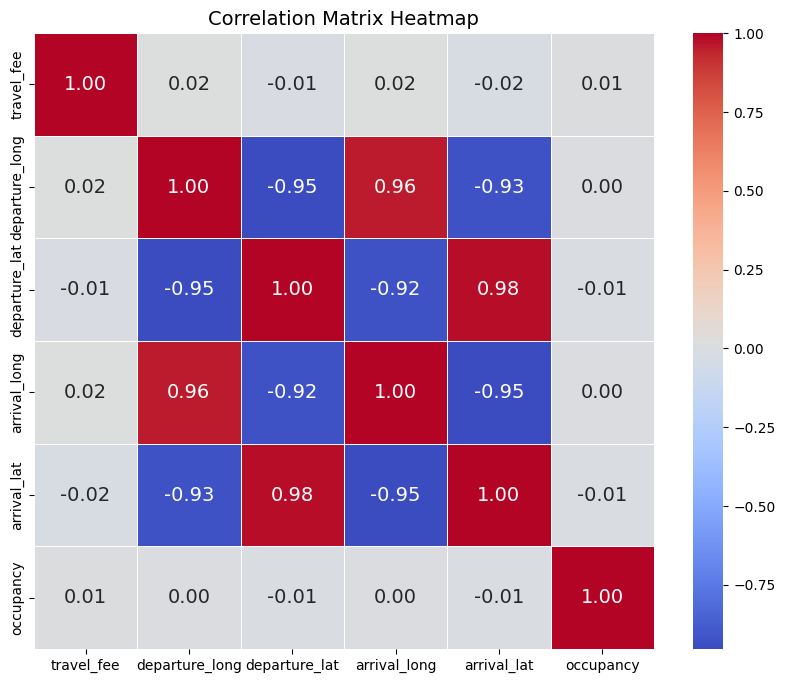 Correlation Matrix Heatmap
travel_fee 1.00 0.02 -0.01 0.02 -0.02 0.01
departure_long 0.02 1.00 -0.95 0.96 -0.93 0.00
departure_lat -0.01 -0.95 1.00 -0.92 0.98 -0.01
arrival_long 0.02 0.96 -0.92 1.00 -0.95 0.00
arrival_lat -0.02 -0.93 0.98 -0.95 1.00 -0.01
occupancy 0.01 0.00 -0.01 0.00 -0.01 1.00
travel_fee departure_long departure_lat arrival_long arrival_lat occupancy
1.00
0.75
0.50
0.25
0.00
−0.25
−0.50
−0.75